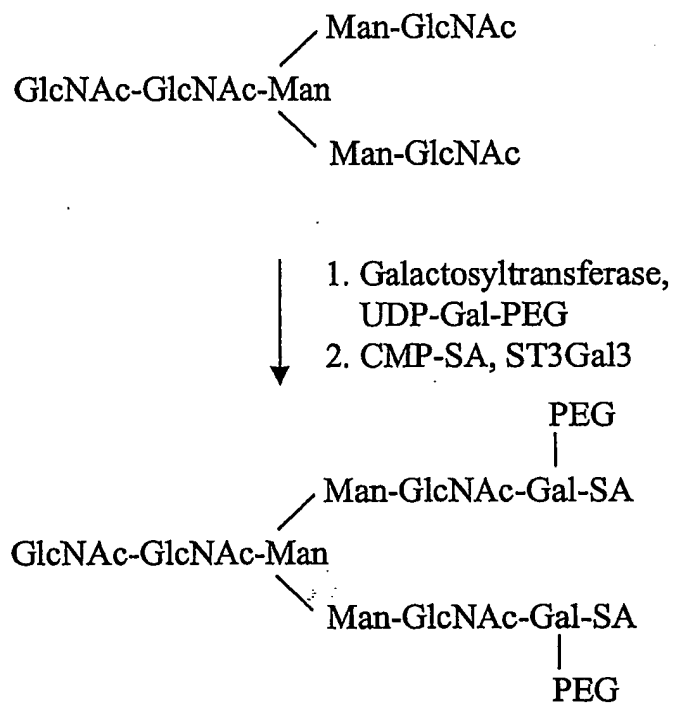 Man-GlcNAc
GlcNAc-GlcNAc-Man
Man-GlcNAc
1. Galactosyltransferase,
UDP-Gal-PEG
2. CMP-SA, ST3Gal3
PEG
Man-GlcNAc-Gal-SA
GlcNAc-GlcNAc-Man
Man-GlcNAc-Gal-SA
PEG